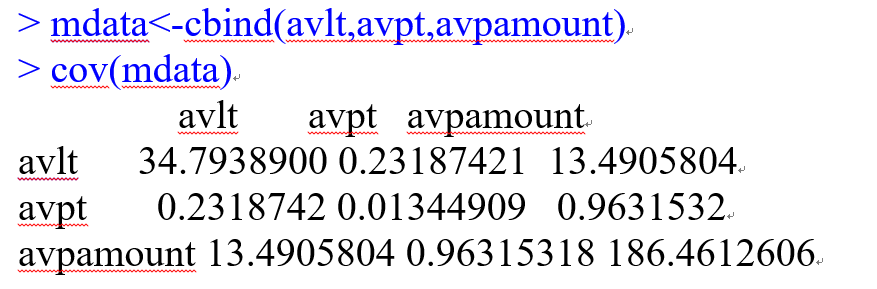 > mdata<-cbind(avlt,avpt,avpamount)
> cov(mdata)
avlt avpt avpamount
avlt 34.7938900 0.23187421 13.4905804
avpt 0.2318742 0.01344909 0.9631532
avpamount 13.4905804 0.96315318 186.4612606